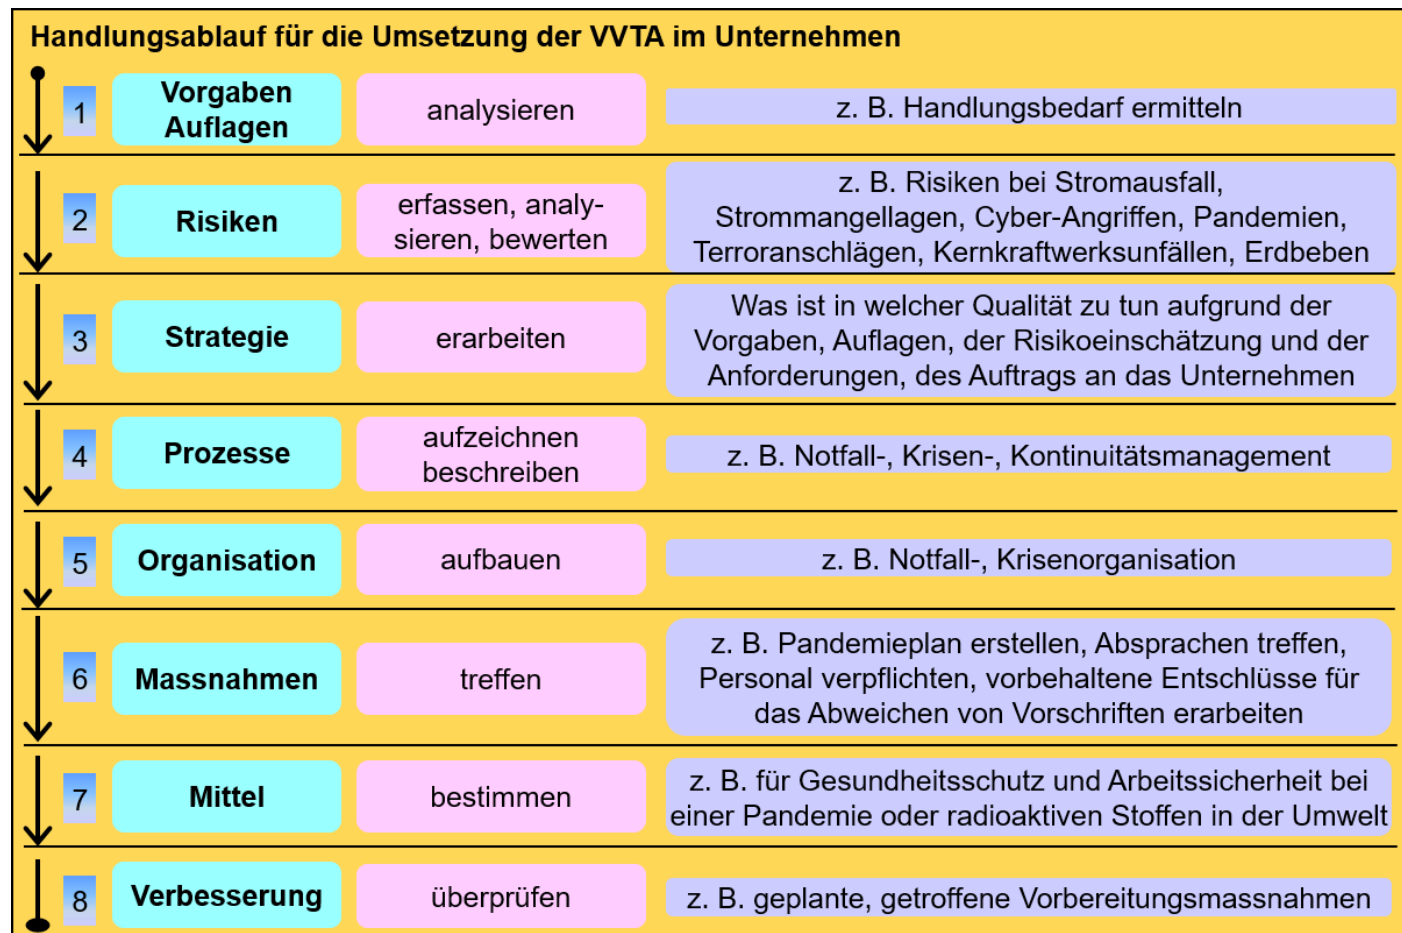 Handlungsablauf für die Umsetzung der VVTA im Unternehmen
1
Vorgaben
Auflagen
analysieren
z. B. Handlungsbedarf ermitteln
2
Risiken
erfassen, analy-
sieren, bewerten
z. B. Risiken bei Stromausfall,
Strommangellagen, Cyber-Angriffen, Pandemien,
Terroranschlägen, Kernkraftwerksunfällen, Erdbeben
3
Strategie
erarbeiten
Was ist in welcher Qualität zu tun aufgrund der
Vorgaben, Auflagen, der Risikoeinschätzung und der
Anforderungen, des Auftrags an das Unternehmen
4
Prozesse
aufzeichnen
beschreiben
z. B. Notfall-, Krisen-, Kontinuitätsmanagement
5
Organisation
aufbauen
z. B. Notfall-, Krisenorganisation
6
Massnahmen
treffen
z. B. Pandemieplan erstellen, Absprachen treffen,
Personal verpflichten, vorbehaltene Entschlüsse für
das Abweichen von Vorschriften erarbeiten
7
Mittel
bestimmen
z. B. für Gesundheitsschutz und Arbeitssicherheit bei
einer Pandemie oder radioaktiven Stoffen in der Umwelt
8
Verbesserung
überprüfen
z. B. geplante, getroffene Vorbereitungsmassnahmen